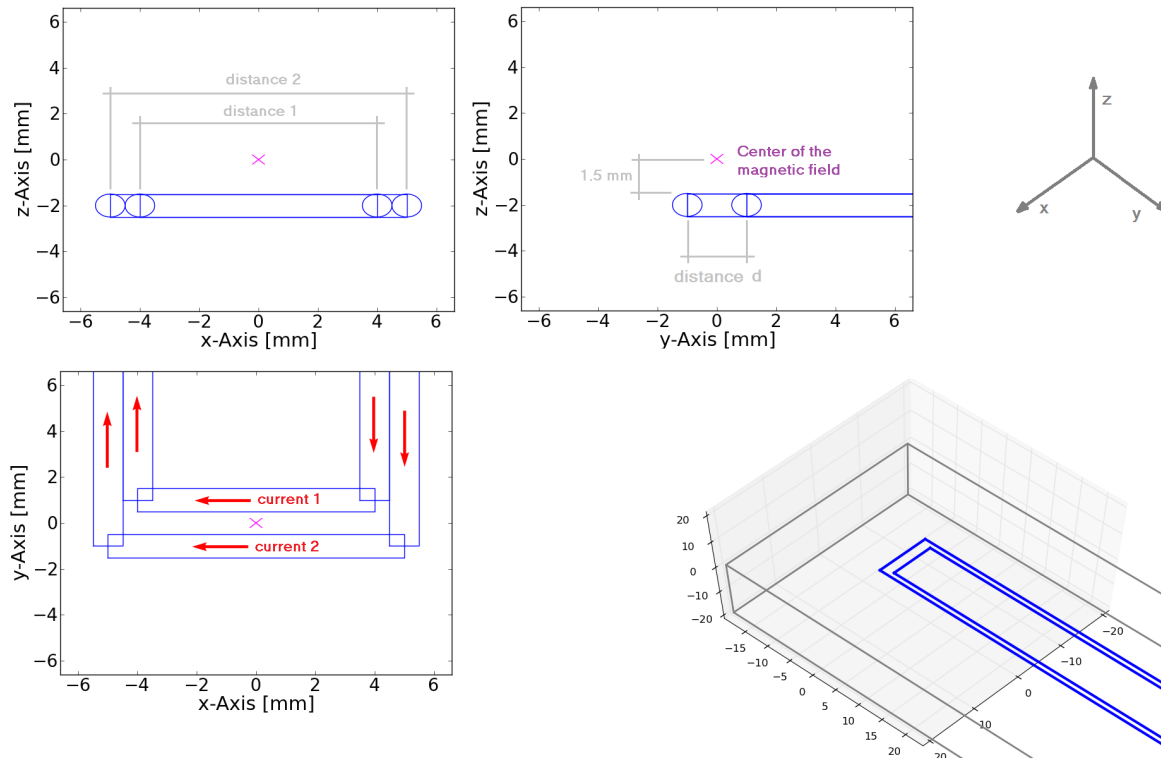 6
4
2
0
−2
−4
−6
z-Axis [mm]
distance 2
distance 1
−6 −4 −2 0 2 4 6
x-Axis [mm]
6
4
2
0
−2
−4
−6
z-Axis [mm]
Center of the
magnetic field
1.5 mm
distance d
−6 −4 −2 0 2 4 6
y-Axis [mm]
z
x
y
6
4
2
0
−2
−4
−6
y-Axis [mm]
current 1
current 2
−6 −4 −2 0 2 4 6
x-Axis [mm]
20
10
0
−10
−20
−15
−10
−5
0
5
10
15
20
−20
−10
0
10
20